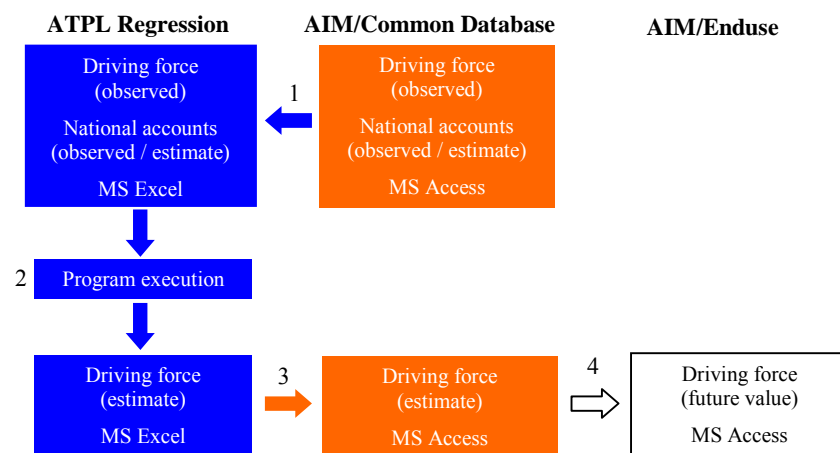 ATPL Regression
AIM/Common Database
AIM/Enduse
Driving force
(observed)
National accounts
(observed / estimate)
MS Excel
1
Driving force
(observed)
National accounts
(observed / estimate)
MS Access
2
Program execution
Driving force
(estimate)
MS Excel
3
Driving force
(estimate)
MS Access
4
Driving force
(future value)
MS Access